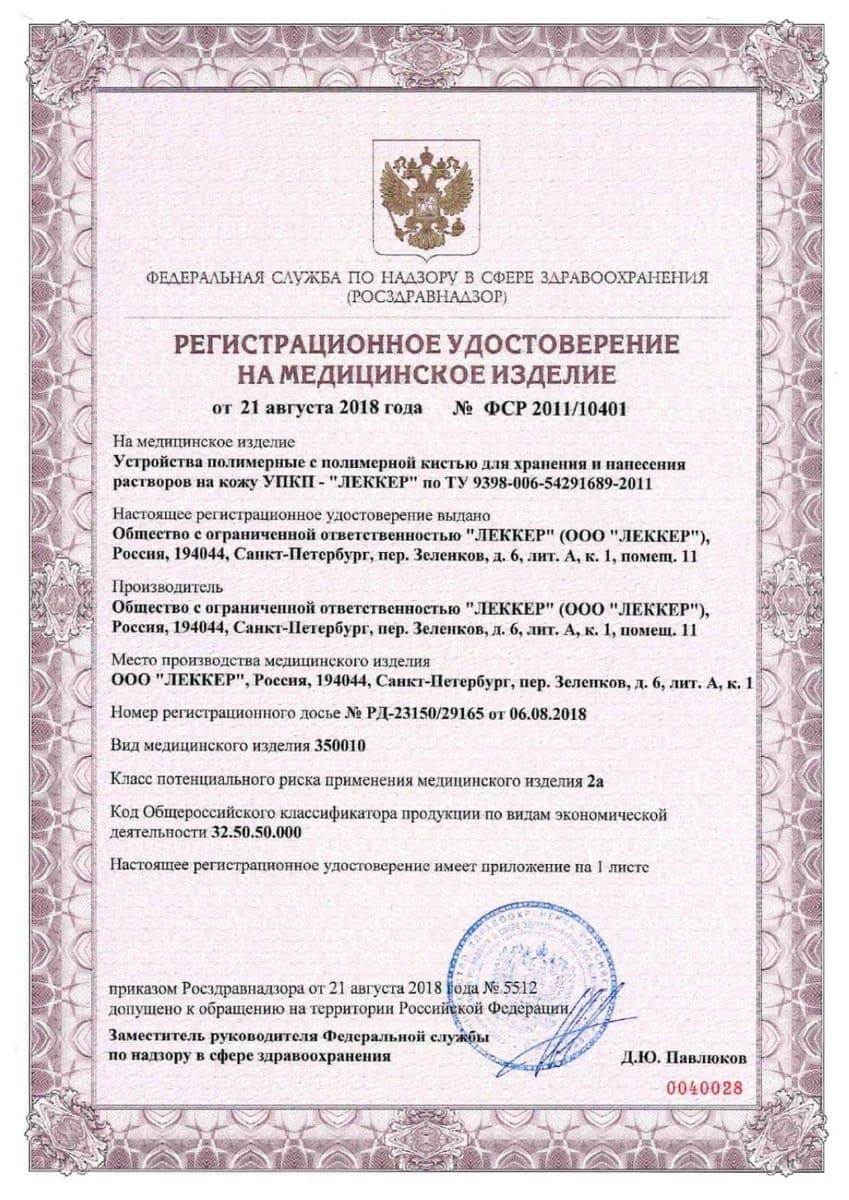 ФЕДЕРАЛЬНАЯ СЛУЖБА ПО НАДЗОРУ В СФЕРЕ ЗДРАВООХРАНЕНИЯ
(РОСЗДРАВНАДЗОР)
РЕГИСТРАЦИОННОЕ УДОСТОВЕРЕНИЕ
НА МЕДИЦИНСКОЕ ИЗДЕЛИЕ
от 21 августа 2018 года № ФСР 2011/10401
На медицинское изделие
Устройства полимерные с полимерной кистью для хранения и нанесения
растворов на кожу УПКП - "ЛЕККЕР" по ТУ 9398-006-54291689-2011
Настоящее регистрационное удостоверение выдано
Общество с ограниченной ответственностью "ЛЕККЕР" (ООО "ЛЕККЕР"),
Россия, 194044, Санкт-Петербург, пер. Зеленков, д. 6, лит. А, к. 1, помещ. 11
Производитель
Общество с ограниченной ответственностью "ЛЕККЕР" (ООО "ЛЕККЕР"),
Россия, 194044, Санкт-Петербург, пер. Зеленков, д. 6, лит. А, к. 1, помещ. 11
Место производства медицинского изделия
ООО "ЛЕККЕР", Россия, 194044, Санкт-Петербург, пер. Зеленков, д. 6, лит. А, к. 1
Номер регистрационного досье № РД-23150/29165 от 06.08.2018
Вид медицинского изделия 350010
Класс потенциального риска применения медицинского изделия 2а
Код Общероссийского классификатора продукции по видам экономической
деятельности 32.50.50.000
Настоящее регистрационное удостоверение имеет приложение на 1 листе
приказом Росздравнадзора от 21 августа 2018 года № 5512
допущено к обращению на территории Российской Федерации.
Заместитель руководителя Федеральной службы
по надзору в сфере здравоохранения
Д.Ю. Павлюков
0040028